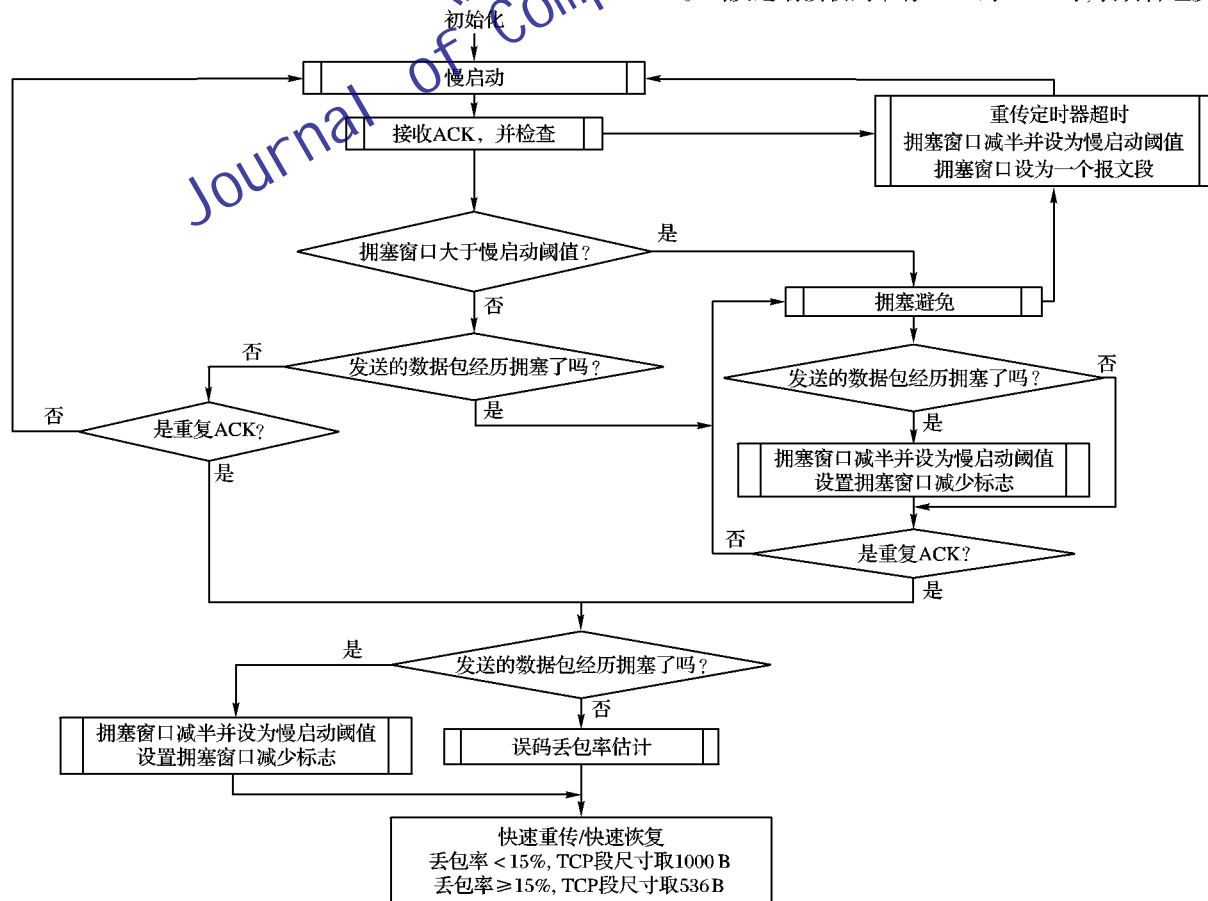 初始化
慢启动
接收ACK，并检查
重传定时器超时
拥塞窗口减半并设为慢启动阈值
拥塞窗口设为一个报文段
拥塞窗口大于慢启动阈值?
是
否
拥塞避免
发送的数据包经历拥塞了吗?
否
是
发送的数据包经历拥塞了吗?
否
是
是重复ACK?
否
是
拥塞窗口减半并设为慢启动阈值
设置拥塞窗口减少标志
是重复ACK?
否
是
发送的数据包经历拥塞了吗?
是
否
拥塞窗口减半并设为慢启动阈值
设置拥塞窗口减少标志
误码丢包率估计
快速重传/快速恢复
丢包率＜15%, TCP段尺寸取1000 B
丢包率≥15%, TCP段尺寸取536 B
Journal of Comp